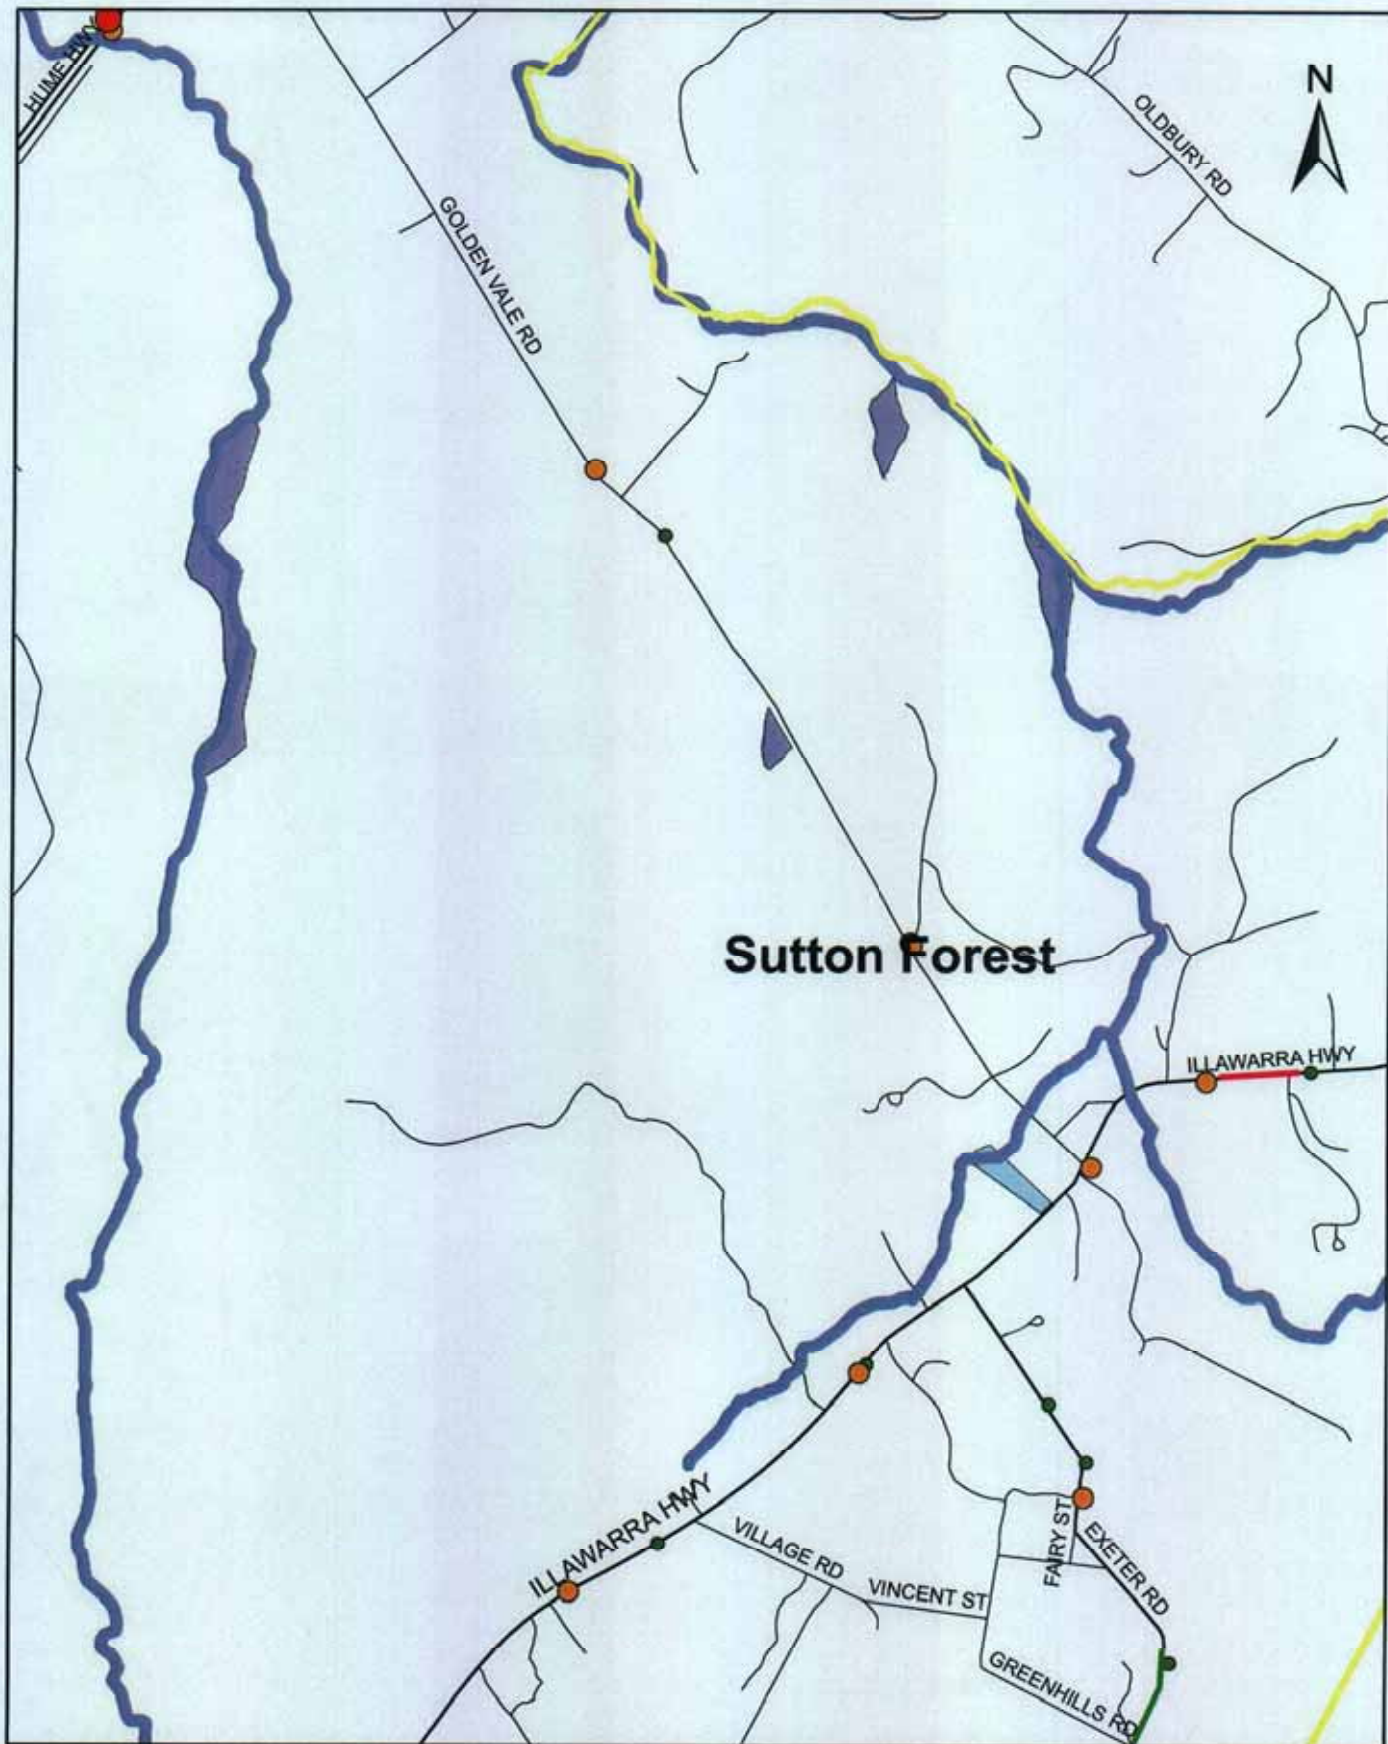 HUME HWY
N
OLDBURY RD
GOLDEN VALE RD
Sutton Forest
ILLAWARRA HWY
ILLAWARRA HWY
VILLAGE RD
VINCENT ST
FAIRY ST
EXETER RD
GREENHILLS RD